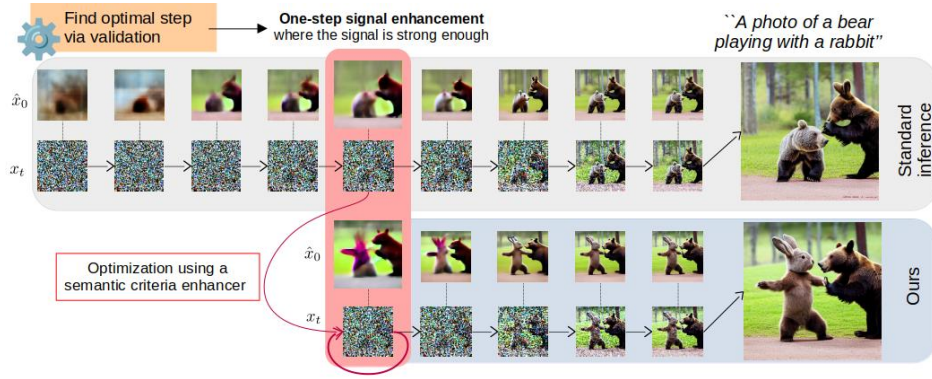 Find optimal step
via validation
One-step signal enhancement
where the signal is strong enough
``A photo of a bear
playing with a rabbit’’
x̂₀
xₜ
Standard
inference
Optimization using a
semantic criteria enhancer
x̂₀
xₜ
Ours